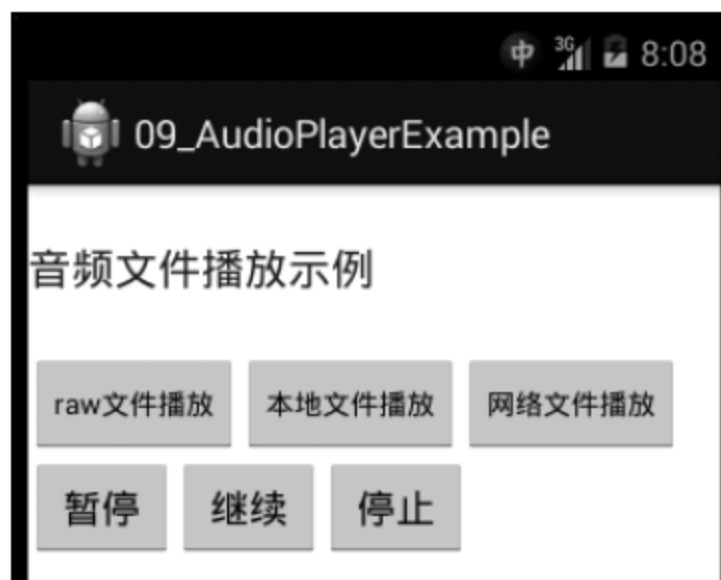 中 3G 8:08
09_AudioPlayerExample
音频文件播放示例
raw文件播放 本地文件播放 网络文件播放
暂停 继续 停止